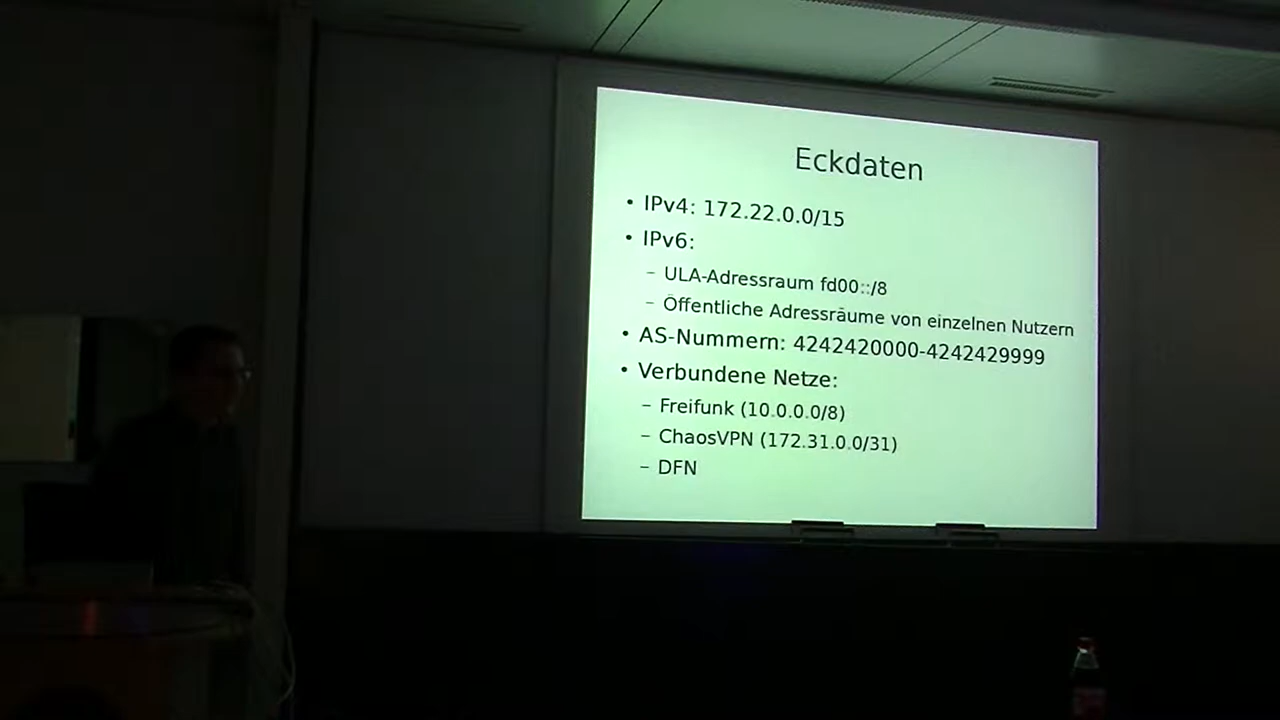 Eckdaten
• IPv4: 172.22.0.0/15
• IPv6:
– ULA-Adressraum fd00::/8
– Öffentliche Adressräume von einzelnen Nutzern
• AS-Nummern: 4242420000-4242429999
• Verbundene Netze:
– Freifunk (10.0.0.0/8)
– ChaosVPN (172.31.0.0/31)
– DFN